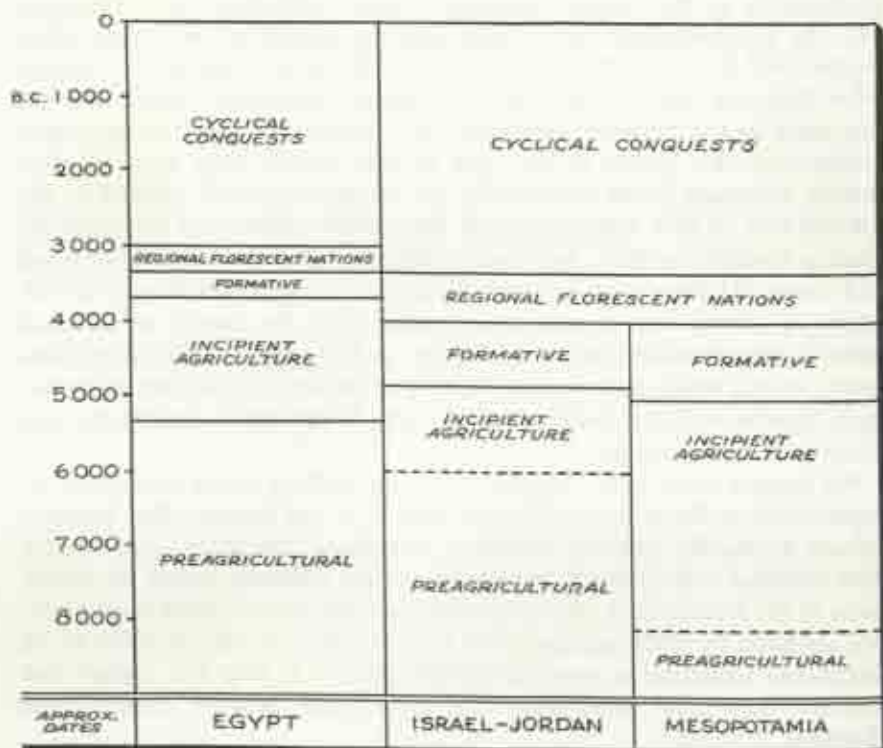 0
B.C. 1000
2000
3000
4000
5000
6000
7000
8000
CYCLICAL
CONQUESTS
REGIONAL FLORESCENT NATIONS
FORMATIVE
INCIPIENT
AGRICULTURE
PREAGRICULTURAL
CYCLICAL CONQUESTS
REGIONAL FLORESCENT NATIONS
FORMATIVE
INCIPIENT
AGRICULTURE
PREAGRICULTURAL
FORMATIVE
INCIPIENT
AGRICULTURE
PREAGRICULTURAL
APPROX.
DATES
EGYPT
ISRAEL-JORDAN
MESOPOTAMIA